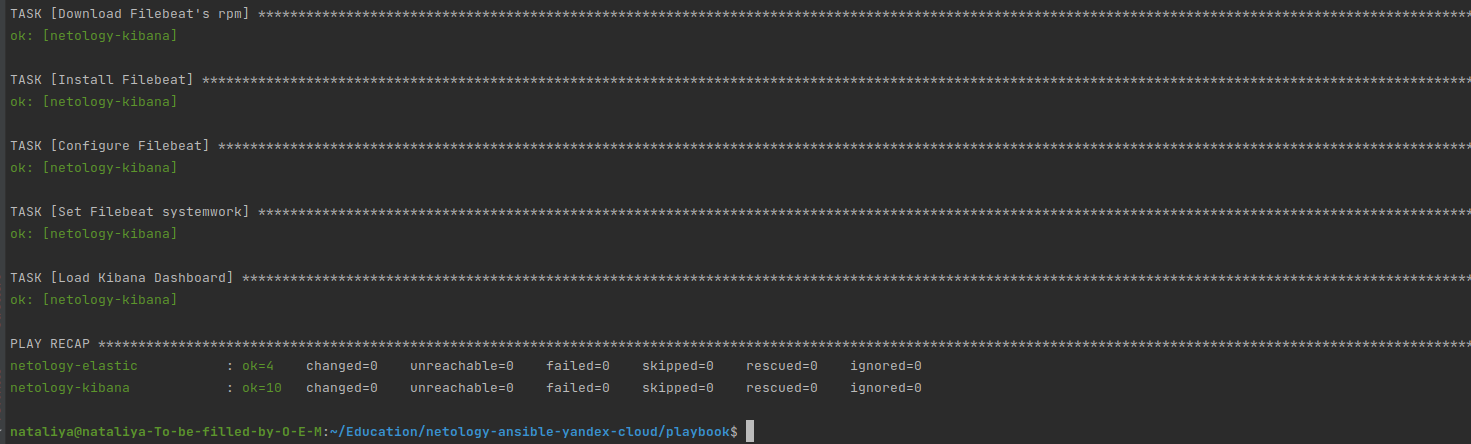 TASK [Download Filebeat's rpm] ****************************************************************************************************************************************************
ok: [netology-kibana]
TASK [Install Filebeat] ***********************************************************************************************************************************************************
ok: [netology-kibana]
TASK [Configure Filebeat] *********************************************************************************************************************************************************
ok: [netology-kibana]
TASK [Set Filebeat systemwork] ****************************************************************************************************************************************************
ok: [netology-kibana]
TASK [Load Kibana Dashboard] ******************************************************************************************************************************************************
ok: [netology-kibana]
PLAY RECAP ************************************************************************************************************************************************************************
netology-elastic           : ok=4    changed=0    unreachable=0    failed=0    skipped=0    rescued=0    ignored=0
netology-kibana            : ok=10   changed=0    unreachable=0    failed=0    skipped=0    rescued=0    ignored=0
nataliya@nataliya-To-be-filled-by-O-E-M:~/Education/netology-ansible-yandex-cloud/playbook$